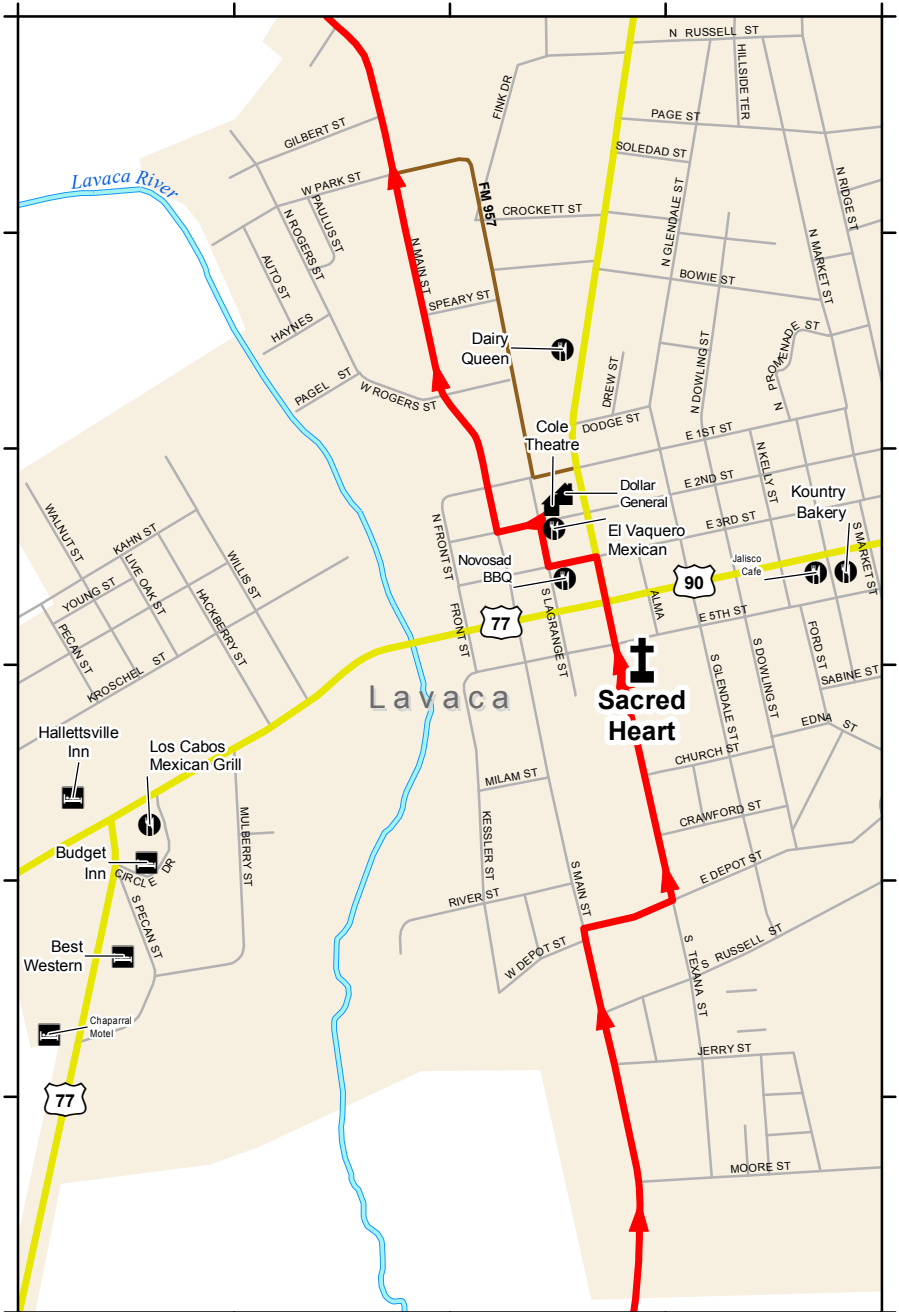 N RUSSELL ST
HILLSIDE TER
FINK DR
PAGE ST
GILBERT ST
SOLEDAD ST
Lavaca River
W PARK ST
FM 957
N RIDGE ST
PAULUS ST
N ROGERS ST
CROCKETT ST
N GLENDALE ST
N MARKET ST
N MAIN ST
AUTO ST
BOWIE ST
SPEARY ST
HAYNES
Dairy
Queen
N PROMENADE ST
DREW ST
N DOWLING ST
PAGEL ST
W ROGERS ST
DODGE ST
Cole
Theatre
E 1ST ST
N KELLY ST
E 2ND ST
Dollar
General
Kountry
Bakery
WALNUT ST
KAHN ST
N FRONT ST
E 3RD ST
El Vaquero
Mexican
S MARKET ST
Novosad
BBQ
Jalisco
Cafe
LIVE OAK ST
WILLIS ST
YOUNG ST
HACKBERRY ST
90
S LAGRANGE ST
ALMA
FRONT ST
77
E 5TH ST
PECAN ST
KROSCHEL ST
S GLENDALE ST
S DOWLING ST
FORD ST
SABINE ST
Lavaca
Sacred
Heart
EDNA ST
Hallettsville
Inn
Los Cabos
Mexican Grill
CHURCH ST
MILAM ST
MULBERRY ST
KESSLER ST
CRAWFORD ST
Budget
Inn
CIRCLE DR
E DEPOT ST
S MAIN ST
RIVER ST
S PECAN ST
W DEPOT ST
S RUSSELL ST
S TEXANA ST
Best
Western
Chaparral
Motel
JERRY ST
77
MOORE ST